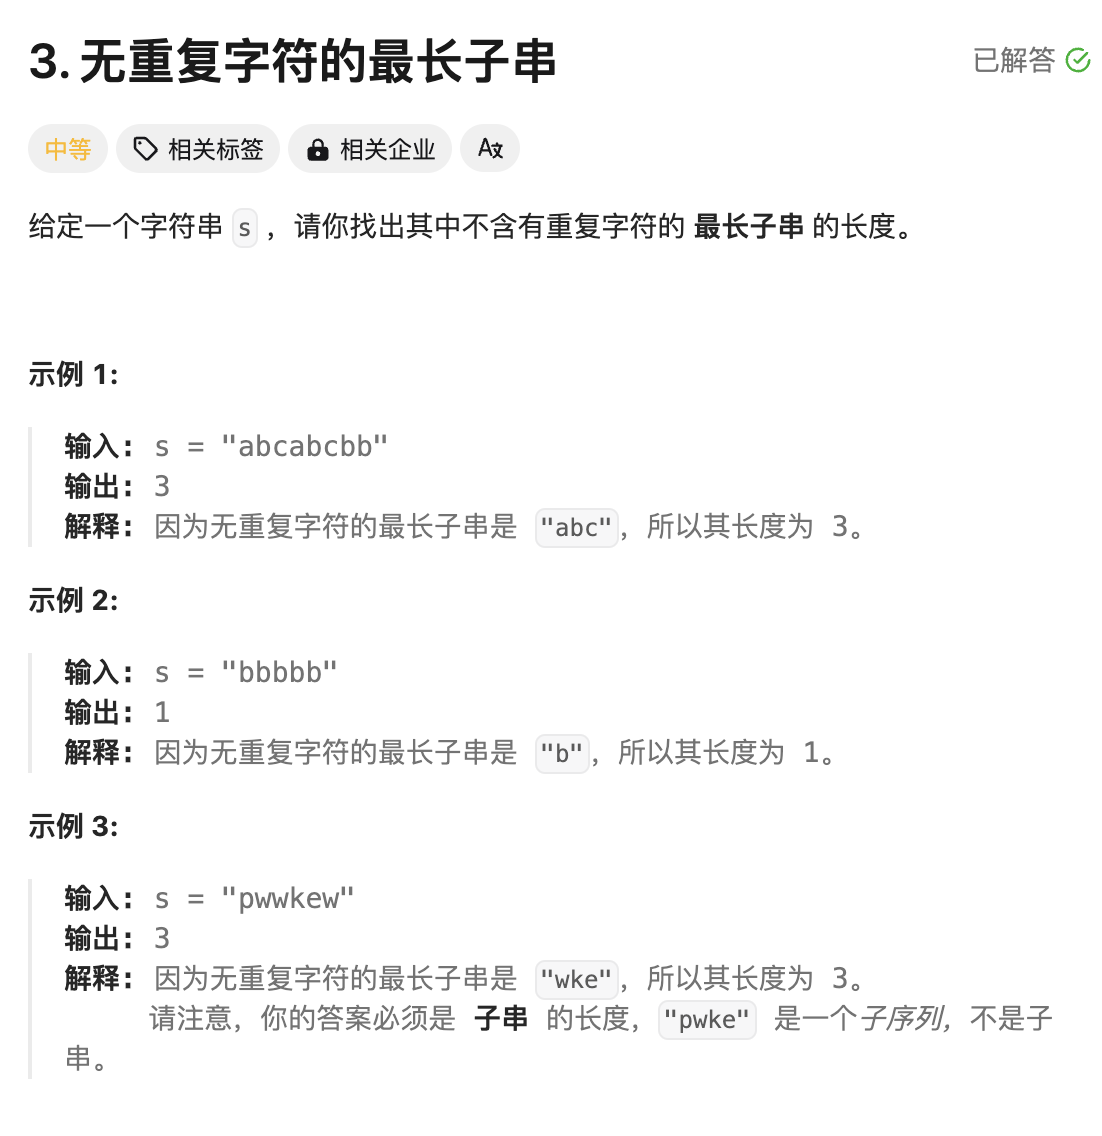 3. 无重复字符的最长子串
已解答
中等 相关标签 相关企业 A文
给定一个字符串 s ，请你找出其中不含有重复字符的 最长子串 的长度。
示例 1:
输入: s = "abcabcbb"
输出: 3
解释: 因为无重复字符的最长子串是 "abc"，所以其长度为 3。
示例 2:
输入: s = "bbbbb"
输出: 1
解释: 因为无重复字符的最长子串是 "b"，所以其长度为 1。
示例 3:
输入: s = "pwwkew"
输出: 3
解释: 因为无重复字符的最长子串是 "wke"，所以其长度为 3。
请注意，你的答案必须是 子串 的长度，"pwke" 是一个子序列，不是子
串。